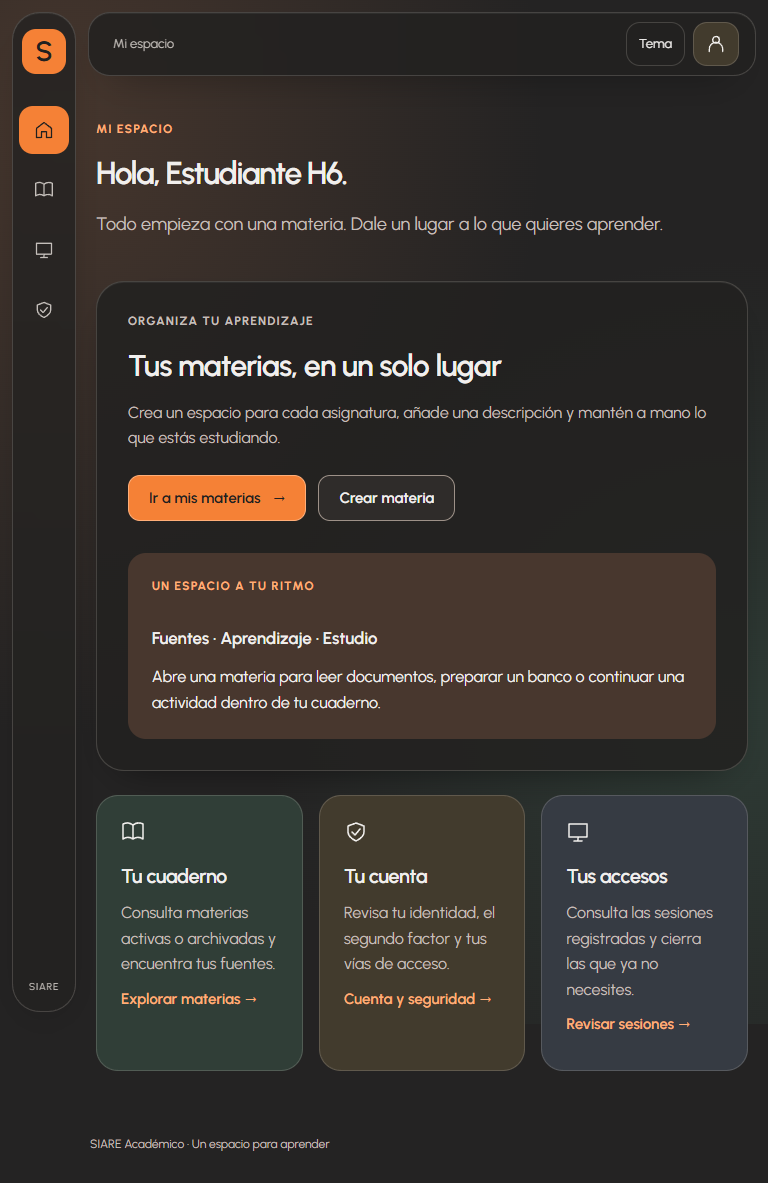 S
Mi espacio
Tema
MI ESPACIO
Hola, Estudiante H6.
Todo empieza con una materia. Dale un lugar a lo que quieres aprender.
ORGANIZA TU APRENDIZAJE
Tus materias, en un solo lugar
Crea un espacio para cada asignatura, añade una descripción y mantén a mano lo
que estás estudiando.
Ir a mis materias →
Crear materia
UN ESPACIO A TU RITMO
Fuentes · Aprendizaje · Estudio
Abre una materia para leer documentos, preparar un banco o continuar una
actividad dentro de tu cuaderno.
Tu cuaderno
Consulta materias
activas o archivadas y
encuentra tus fuentes.
Explorar materias →
Tu cuenta
Revisa tu identidad, el
segundo factor y tus
vías de acceso.
Cuenta y seguridad →
Tus accesos
Consulta las sesiones
registradas y cierra
las que ya no
necesites.
Revisar sesiones →
SIARE
SIARE Académico · Un espacio para aprender